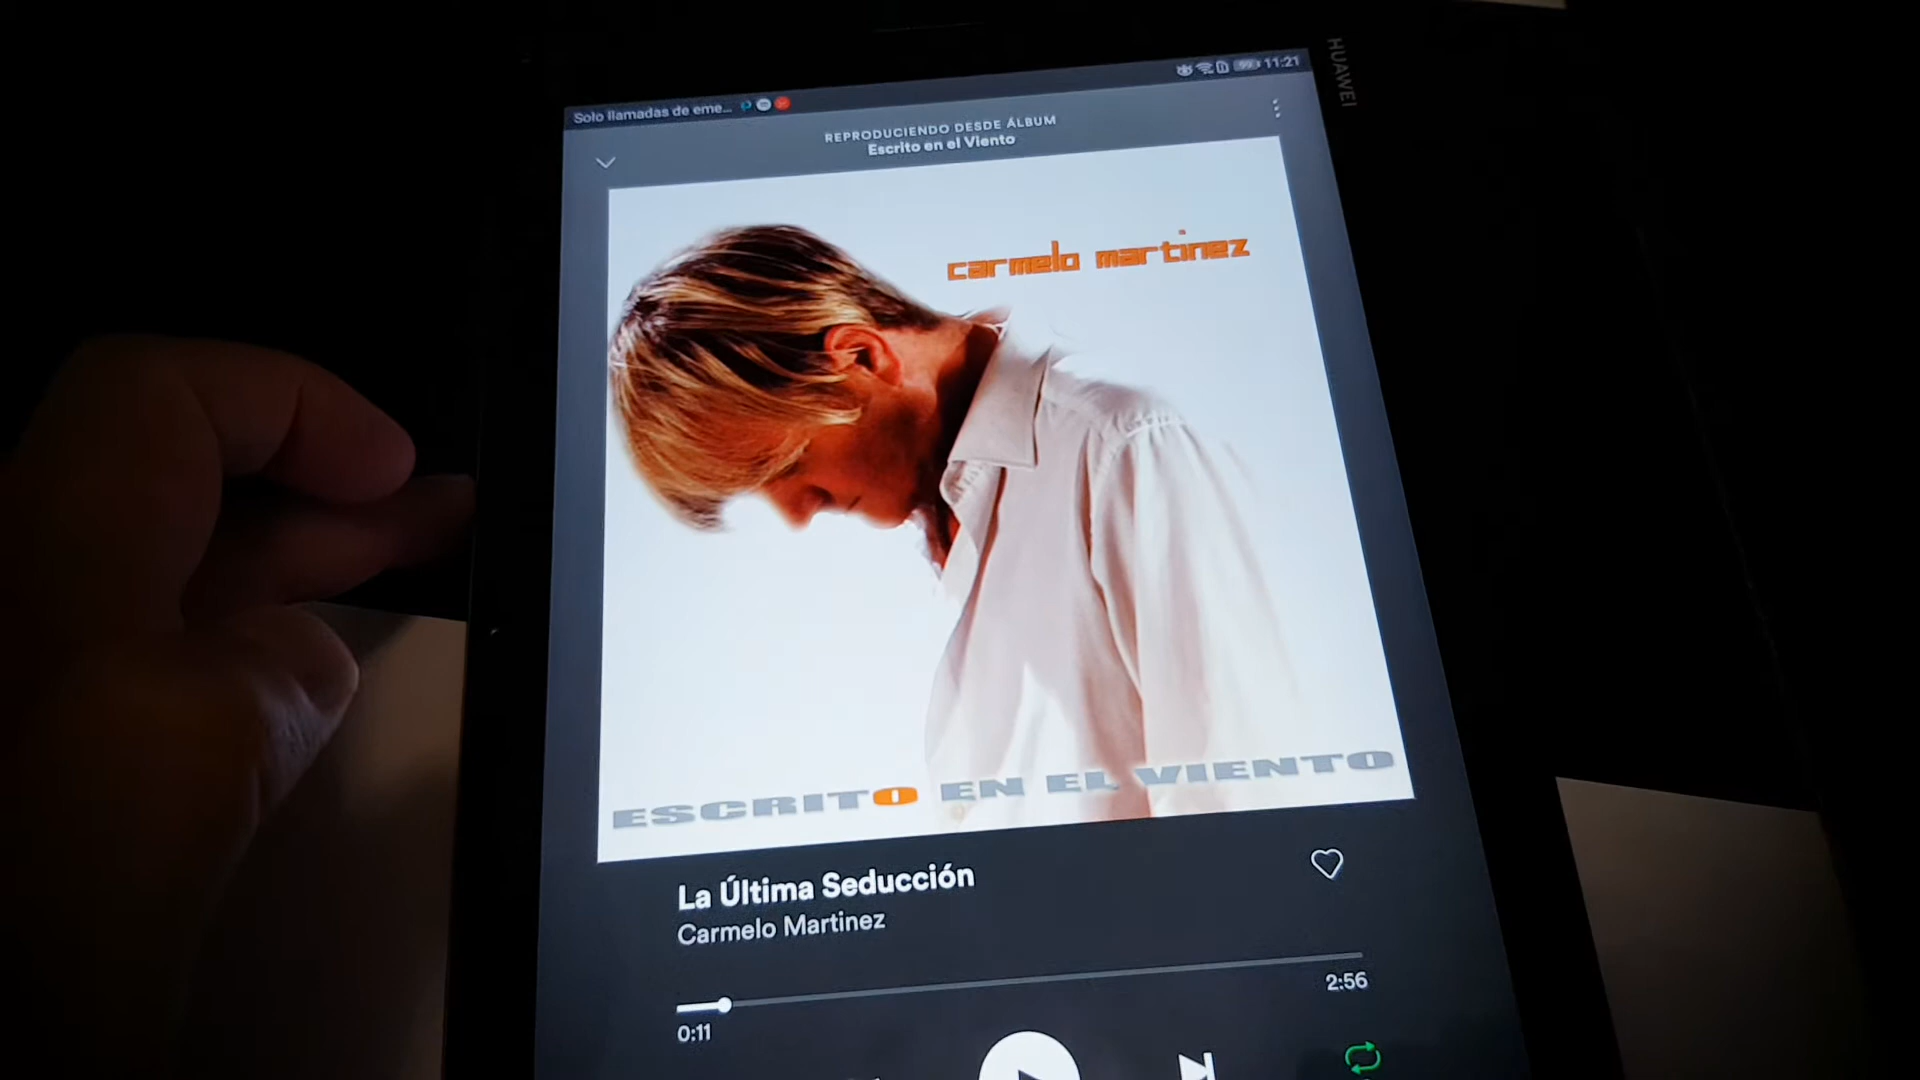 HUAWEI
Solo llamadas de eme...
11:21
REPRODUCIENDO DESDE ÁLBUM
Escrito en el Viento
carmelo martinez
ESCRITO EN EL VIENTO
La Última Seducción
Carmelo Martinez
0:11
2:56